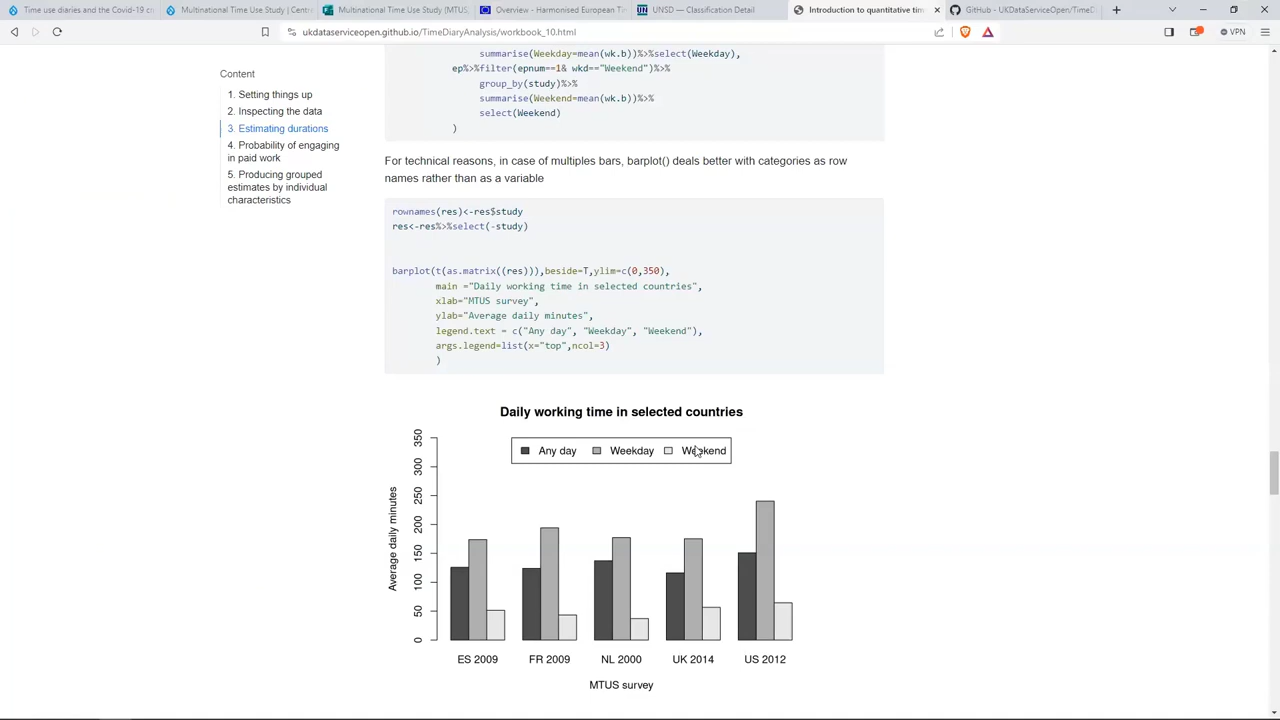 Time use diaries and the Covid-19 cr
Multinational Time Use Study | Centr
Multinational Time Use Study (MTUS,
Overview - Harmonised European Tim
UNSD — Classification Detail
Introduction to quantitative tim
GitHub - UKDataServiceOpen/TimeD
ukdataserviceopen.github.io/TimeDiaryAnalysis/workbook_10.html
VPN
Content
1. Setting things up
2. Inspecting the data
3. Estimating durations
4. Probability of engaging
in paid work
5. Producing grouped
estimates by individual
characteristics
summarise(Weekday=mean(wk.b))%>%select(Weekday),
ep%>%filter(epnum==1& wkd=="Weekend")%>%
group_by(study)%>%
summarise(Weekend=mean(wk.b))%>%
select(Weekend)
)
For technical reasons, in case of multiples bars, barplot() deals better with categories as row
names rather than as a variable
rownames(res)<-res$study
res<-res%>%select(-study)
barplot(t(as.matrix((res))),beside=T,ylim=c(0,350),
main ="Daily working time in selected countries",
xlab="MTUS survey",
ylab="Average daily minutes",
legend.text = c("Any day", "Weekday", "Weekend"),
args.legend=list(x="top",ncol=3)
)
Daily working time in selected countries
Any day Weekday Weekend
Average daily minutes
350
300
250
200
150
100
50
0
ES 2009 FR 2009 NL 2000 UK 2014 US 2012
MTUS survey